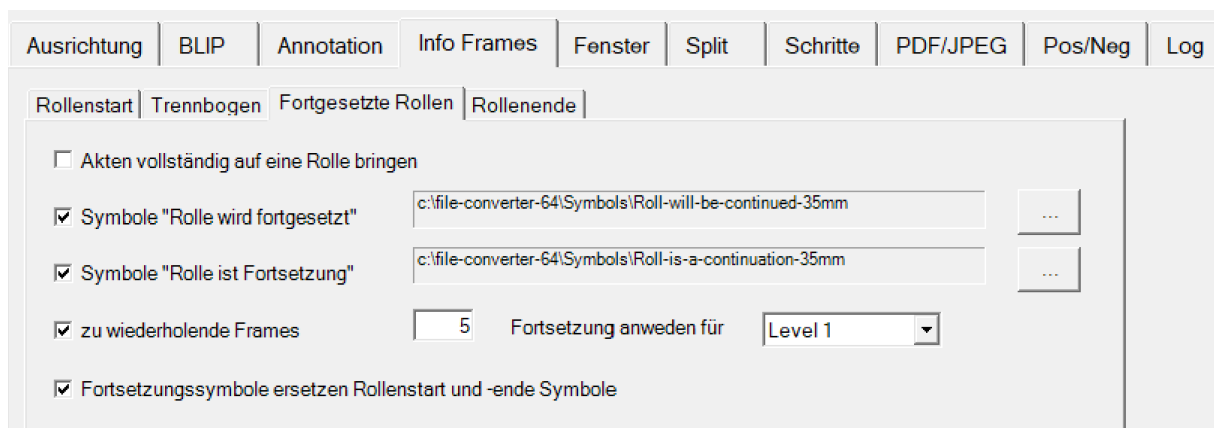 Ausrichtung BLIP Annotation Info Frames Fenster Split Schritte PDF/JPEG Pos/Neg Log
Rollenstart Trennbogen Fortgesetzte Rollen Rollenende
Akten vollständig auf eine Rolle bringen
Symbole "Rolle wird fortgesetzt" c:\file-converter-64\Symbols\Roll-will-be-continued-35mm ...
Symbole "Rolle ist Fortsetzung" c:\file-converter-64\Symbols\Roll-is-a-continuation-35mm ...
zu wiederholende Frames 5 Fortsetzung anweden für Level 1
Fortsetzungssymbole ersetzen Rollenstart und -ende Symbole